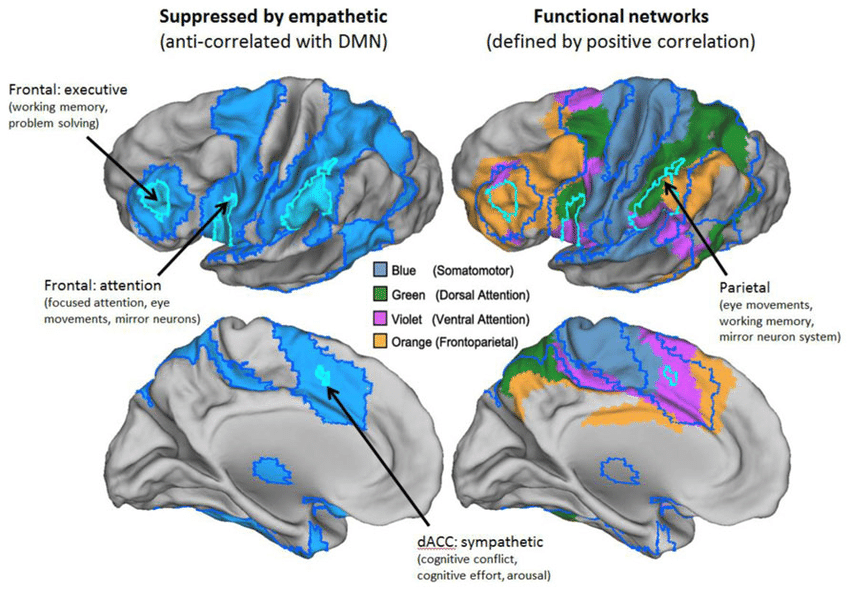 Suppressed by empathetic
(anti-correlated with DMN)
Functional networks
(defined by positive correlation)
Frontal: executive
(working memory,
problem solving)
Frontal: attention
(focused attention, eye
movements, mirror neurons)
Blue (Somatomotor)
Green (Dorsal Attention)
Violet (Ventral Attention)
Orange (Frontoparietal)
Parietal
(eye movements,
working memory,
mirror neuron system)
dACC: sympathetic
(cognitive conflict,
cognitive effort, arousal)